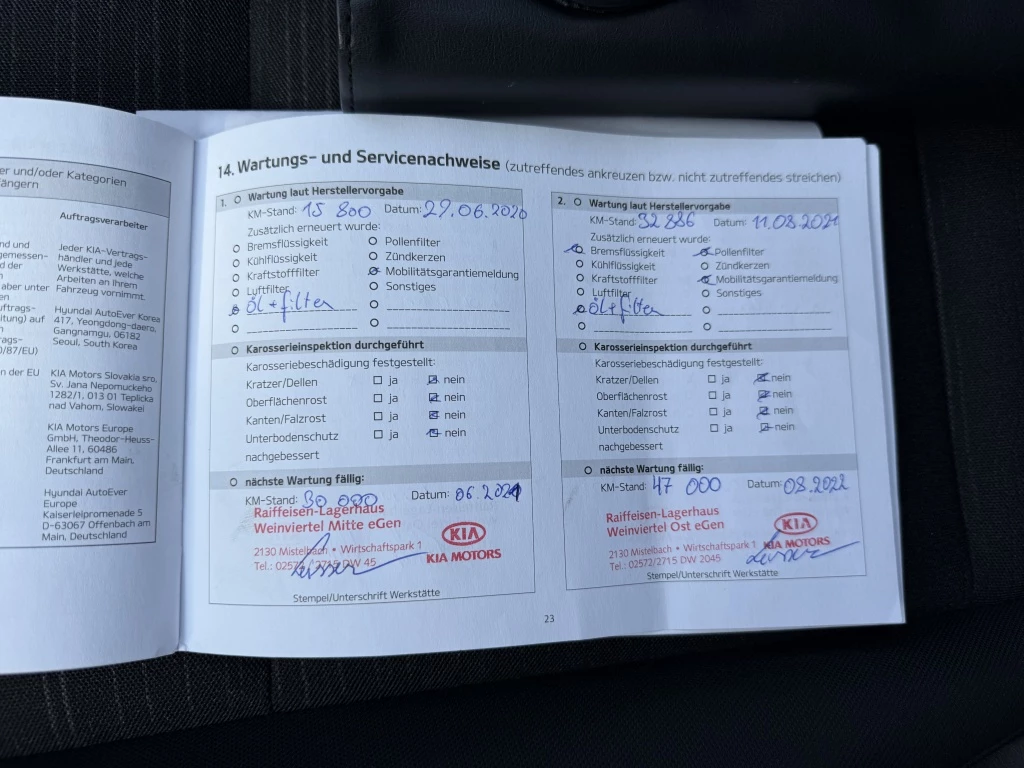 er und/oder Kategorien
ängern
Auftragsverarbeiter
nd und
gemessen-
d der
n
aber unter
uftrags-
itung) auf
rags-
0/87/EU)
n der EU
Jeder KIA-Vertrags-
händler und jede
Werkstätte, welche
Arbeiten an Ihrem
Fahrzeug vornimmt.
Hyundai AutoEver Korea
417, Yeongdong-daero,
Gangnamgu, 06182
Seoul, South Korea
KIA Motors Slovakia sro.
Sv. Jana Nepomuckeho
1282/1, 013 01 Teplicka
nad Vahom, Slowakei
KIA Motors Europe
GmbH, Theodor-Heuss-
Allee 11, 60486
Frankfurt am Main,
Deutschland
Hyundai AutoEver
Europe
Kaiserleipromenade 5
D-63067 Offenbach am
Main, Deutschland
14. Wartungs- und Servicenachweise (zutreffendes ankreuzen bzw. nicht zutreffendes streichen)
1. Wartung laut Herstellervorgabe
KM-Stand: 15 800 Datum: 29.06.2020
Zusätzlich erneuert wurde:
Bremsflüssigkeit Pollenfilter
Kühlflüssigkeit Zündkerzen
Kraftstofffilter Mobilitätsgarantiemeldung
Luftfilter Sonstiges
Öl + filter
Karosserieinspektion durchgeführt
Karosseriebeschädigung festgestellt:
Kratzer/Dellen ja nein
Oberflächenrost ja nein
Kanten/Falzrost ja nein
Unterbodenschutz ja nein
nachgebessert
nächste Wartung fällig:
KM-Stand: 30 000 Datum: 06.2021
Raiffeisen-Lagerhaus
Weinviertel Mitte eGen
2130 Mistelbach • Wirtschaftspark 1
Tel.: 02572/2715 DW 45
KIA
KIA MOTORS
Stempel/Unterschrift Werkstätte
2. Wartung laut Herstellervorgabe
KM-Stand: 32 886 Datum: 11.08.2021
Zusätzlich erneuert wurde:
Bremsflüssigkeit Pollenfilter
Kühlflüssigkeit Zündkerzen
Kraftstofffilter Mobilitätsgarantiemeldung
Luftfilter Sonstiges
Öl + filter
Karosserieinspektion durchgeführt
Karosseriebeschädigung festgestellt:
Kratzer/Dellen ja nein
Oberflächenrost ja nein
Kanten/Falzrost ja nein
Unterbodenschutz ja nein
nachgebessert
nächste Wartung fällig:
KM-Stand: 47 000 Datum: 08.2022
Raiffeisen-Lagerhaus
Weinviertel Ost eGen
2130 Mistelbach • Wirtschaftspark 1
Tel.: 02572/2715 DW 2045
KIA
KIA MOTORS
Stempel/Unterschrift Werkstätte
23